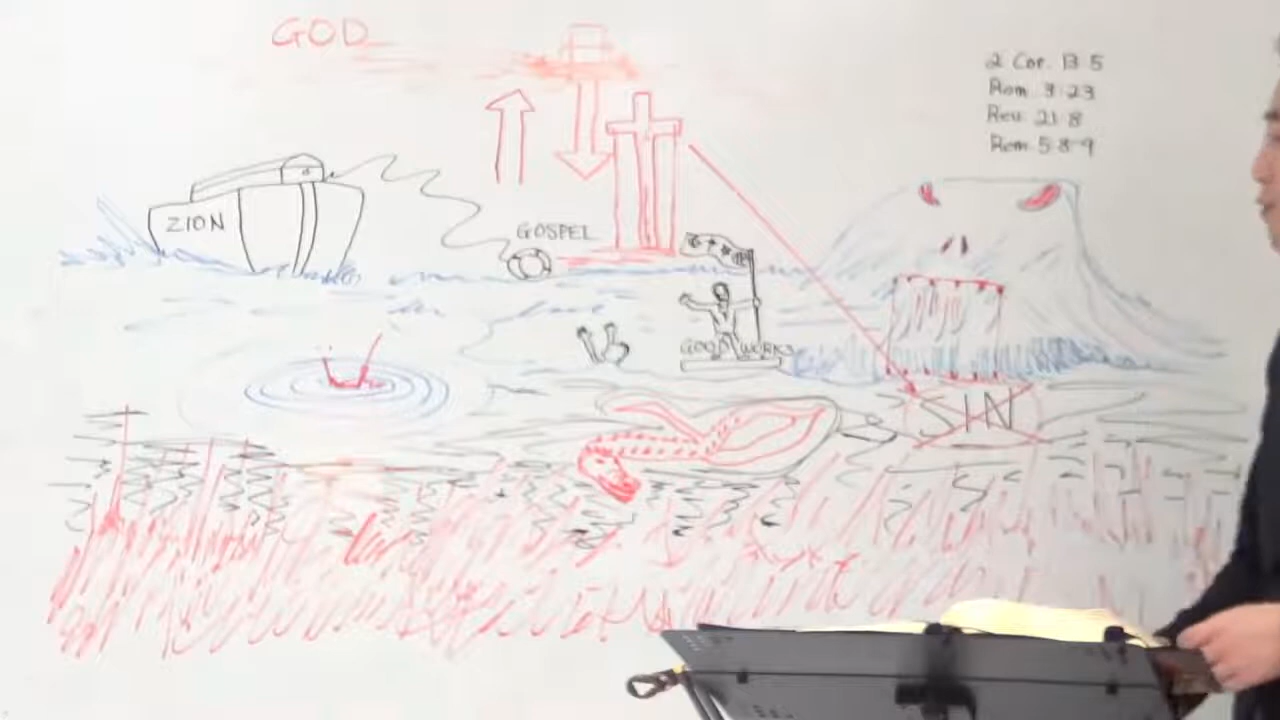 GOD
2 Cor. 13:5
Rom 3:23
Rev 21:8
Rom 5:8-9
ZION
GOSPEL
GOOD WORKS
SIN